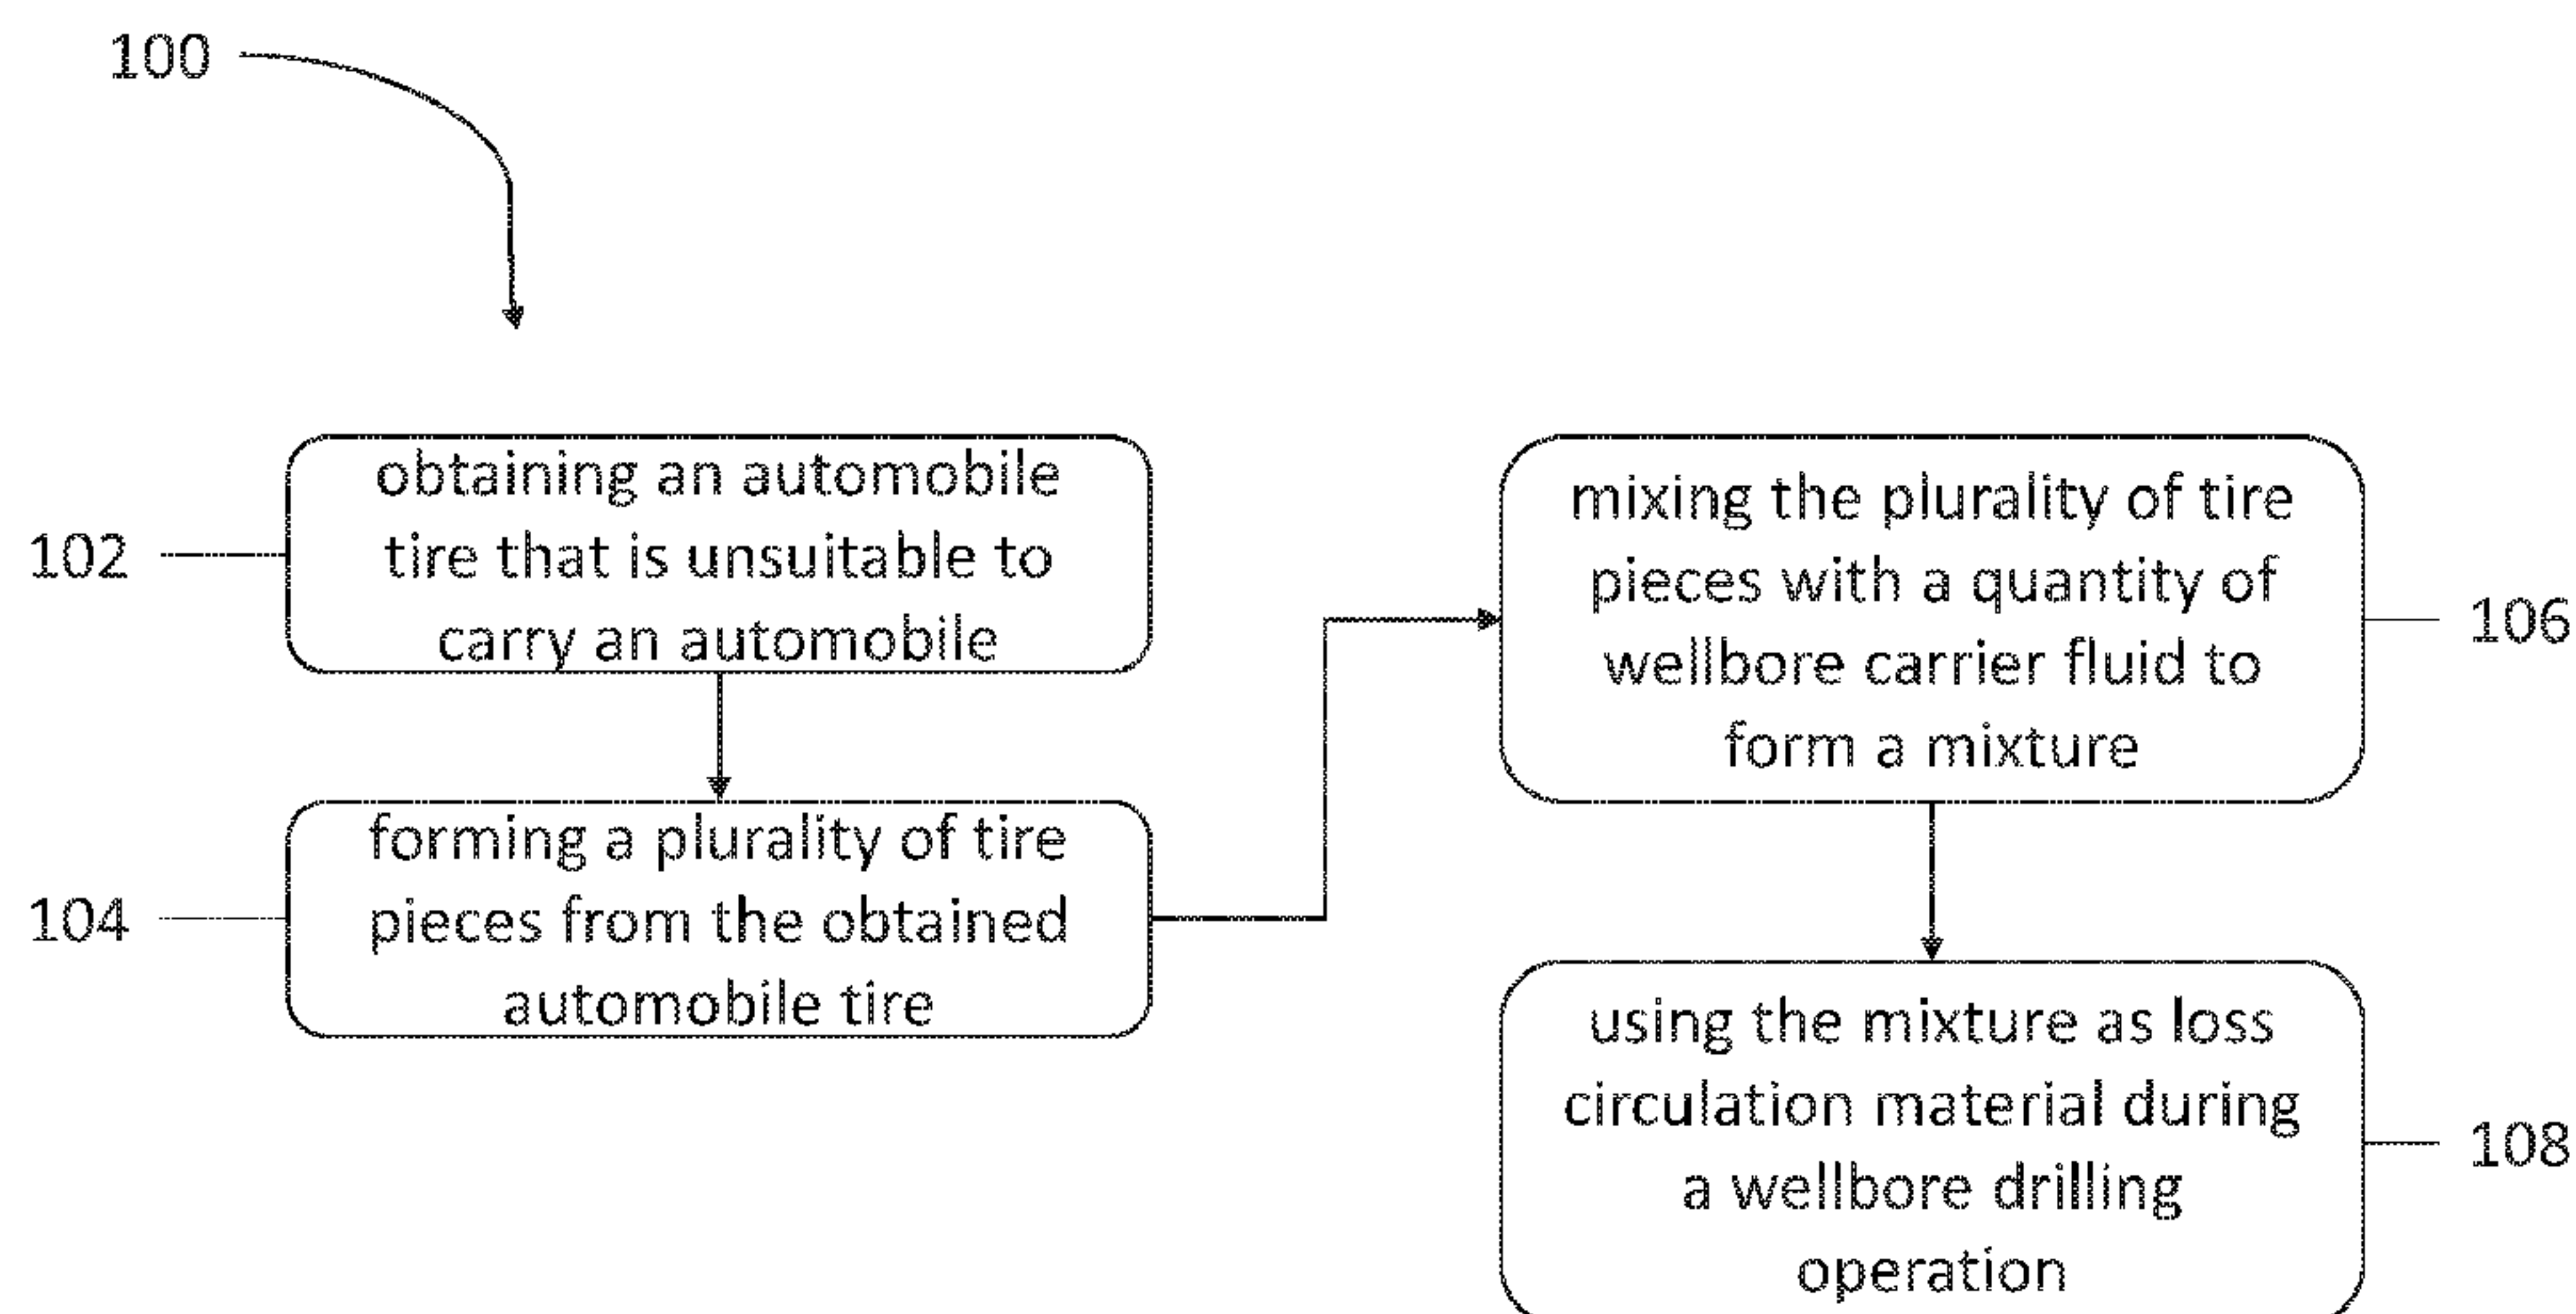 100
102
obtaining an automobile
tire that is unsuitable to
carry an automobile
104
forming a plurality of tire
pieces from the obtained
automobile tire
mixing the plurality of tire
pieces with a quantity of
wellbore carrier fluid to
form a mixture
106
using the mixture as loss
circulation material during
a wellbore drilling
operation
108